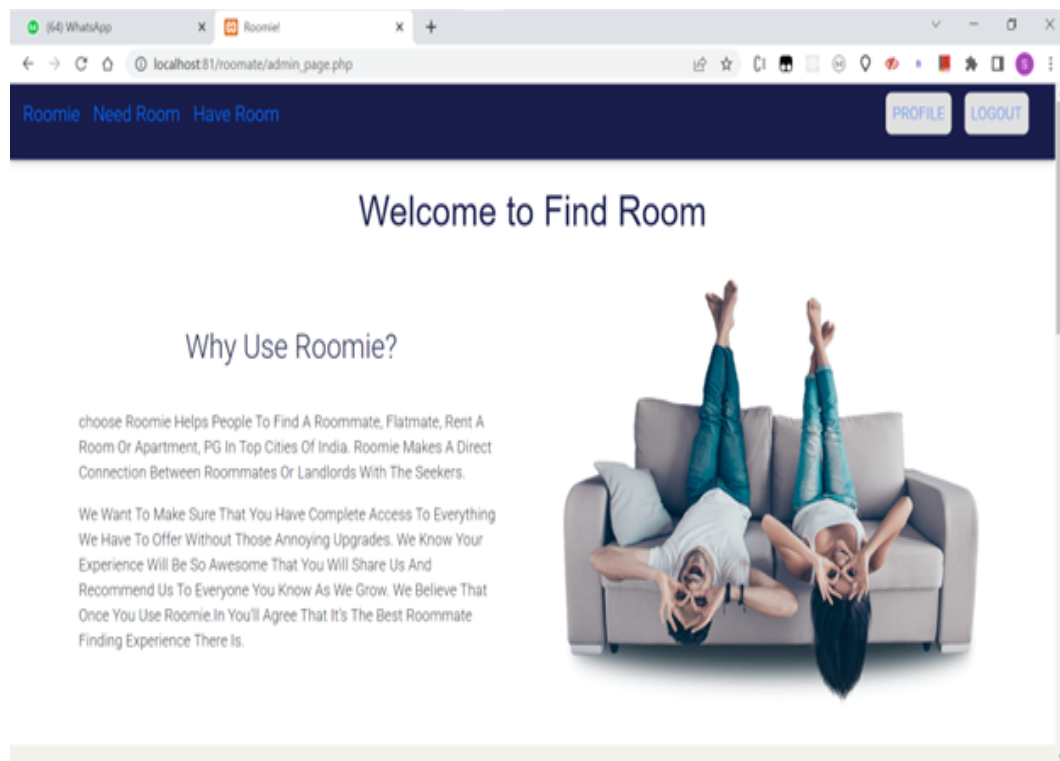 (64) WhatsApp
Roomie!
localhost:81/roomate/admin_page.php
Roomie Need Room Have Room
PROFILE LOGOUT
Welcome to Find Room
Why Use Roomie?
choose Roomie Helps People To Find A Roommate, Flatmate, Rent A
Room Or Apartment, PG In Top Cities Of India. Roomie Makes A Direct
Connection Between Roommates Or Landlords With The Seekers.
We Want To Make Sure That You Have Complete Access To Everything
We Have To Offer Without Those Annoying Upgrades. We Know Your
Experience Will Be So Awesome That You Will Share Us And
Recommend Us To Everyone You Know As We Grow. We Believe That
Once You Use Roomie.In You'll Agree That It's The Best Roommate
Finding Experience There Is.